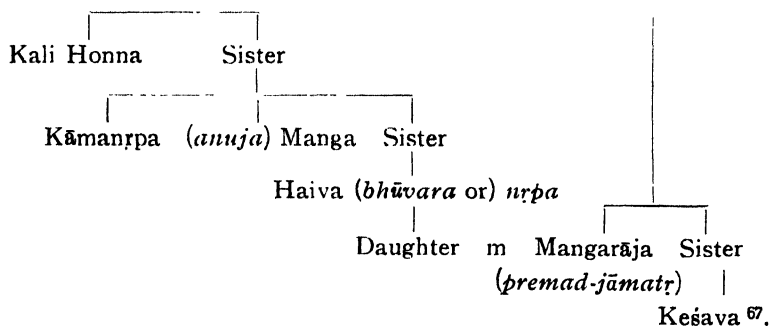 Kali Honna Sister
Kāmanṛpa (anuja) Manga Sister
Haiva (bhūvara or) nṛpa
Daughter m Mangarāja Sister
(premad-jāmatṛ)
Keśava 67.